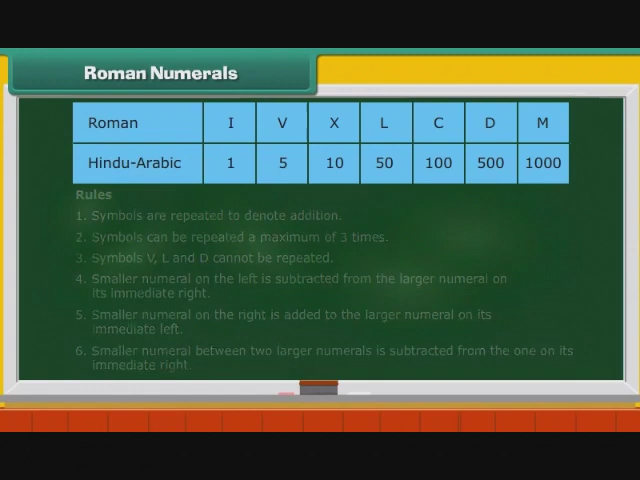 Roman Numerals
Roman I V X L C D M
Hindu-Arabic 1 5 10 50 100 500 1000
Rules
1. Symbols are repeated to denote addition.
2. Symbols can be repeated a maximum of 3 times.
3. Symbols V, L and D cannot be repeated.
4. Smaller numeral on the left is subtracted from the larger numeral on
its immediate right.
5. Smaller numeral on the right is added to the larger numeral on its
immediate left.
6. Smaller numeral between two larger numerals is subtracted from the one on its
immediate right.